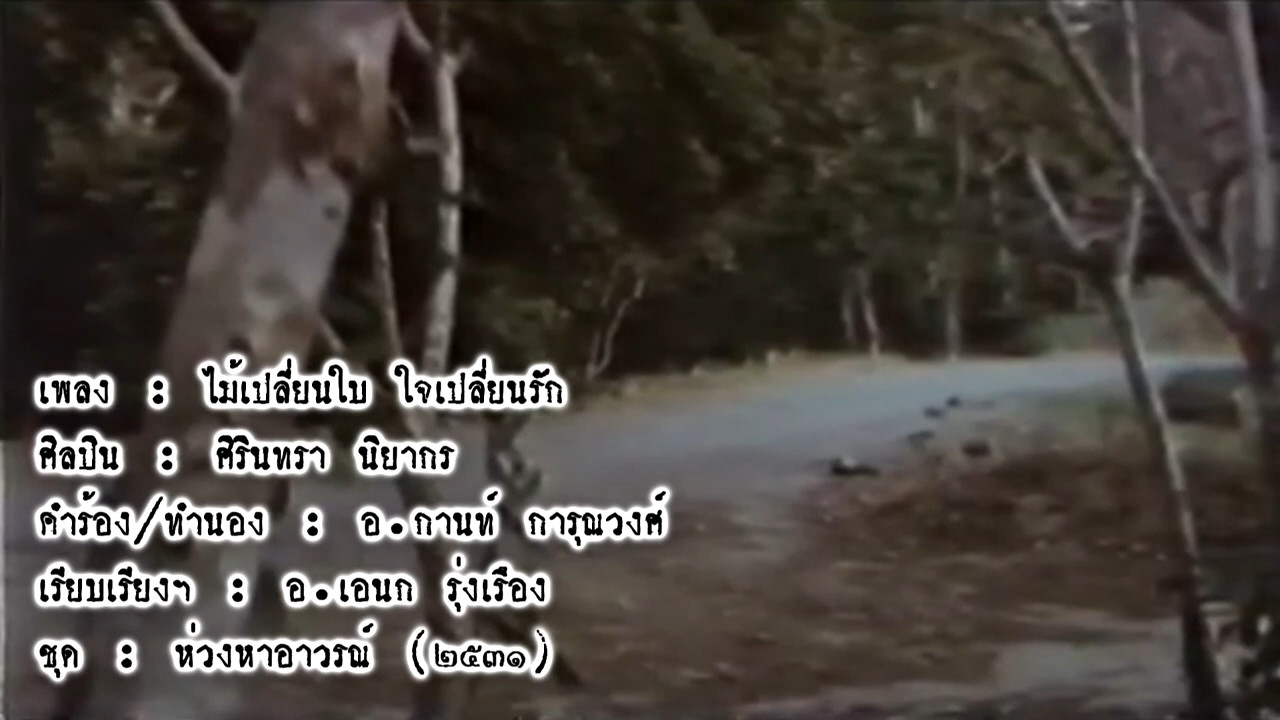 เพลง : ไม้เปลี่ยนใบ ใจเปลี่ยนรัก
ศิลปิน : ศิรินทรา นิยากร
คำร้อง/ทำนอง : อ.กานท์ การุณวงศ์
เรียบเรียงฯ : อ.เอนก รุ่งเรือง
ชุด : ห่วงหาอาวรณ์ (๒๕๓๑)